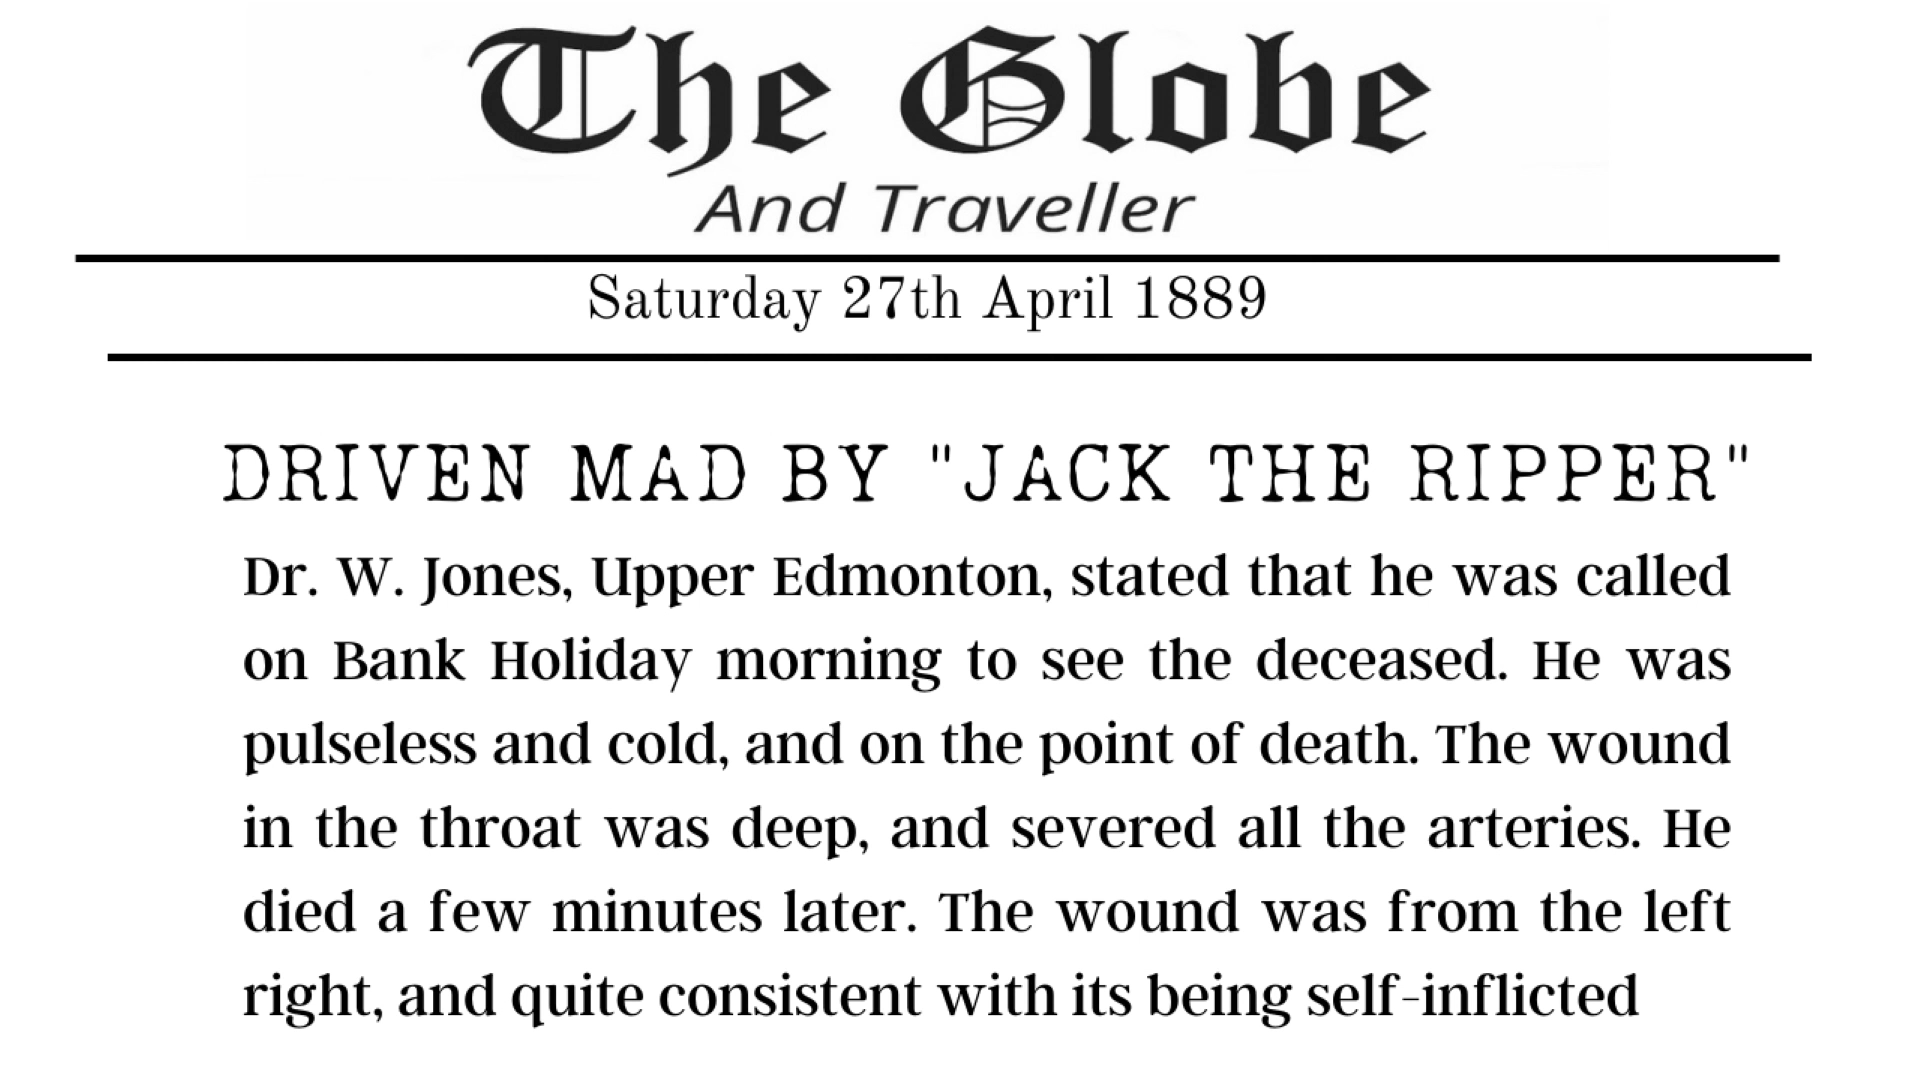 The Globe
And Traveller
Saturday 27th April 1889
DRIVEN MAD BY "JACK THE RIPPER"
Dr. W. Jones, Upper Edmonton, stated that he was called
on Bank Holiday morning to see the deceased. He was
pulseless and cold, and on the point of death. The wound
in the throat was deep, and severed all the arteries. He
died a few minutes later. The wound was from the left
right, and quite consistent with its being self-inflicted